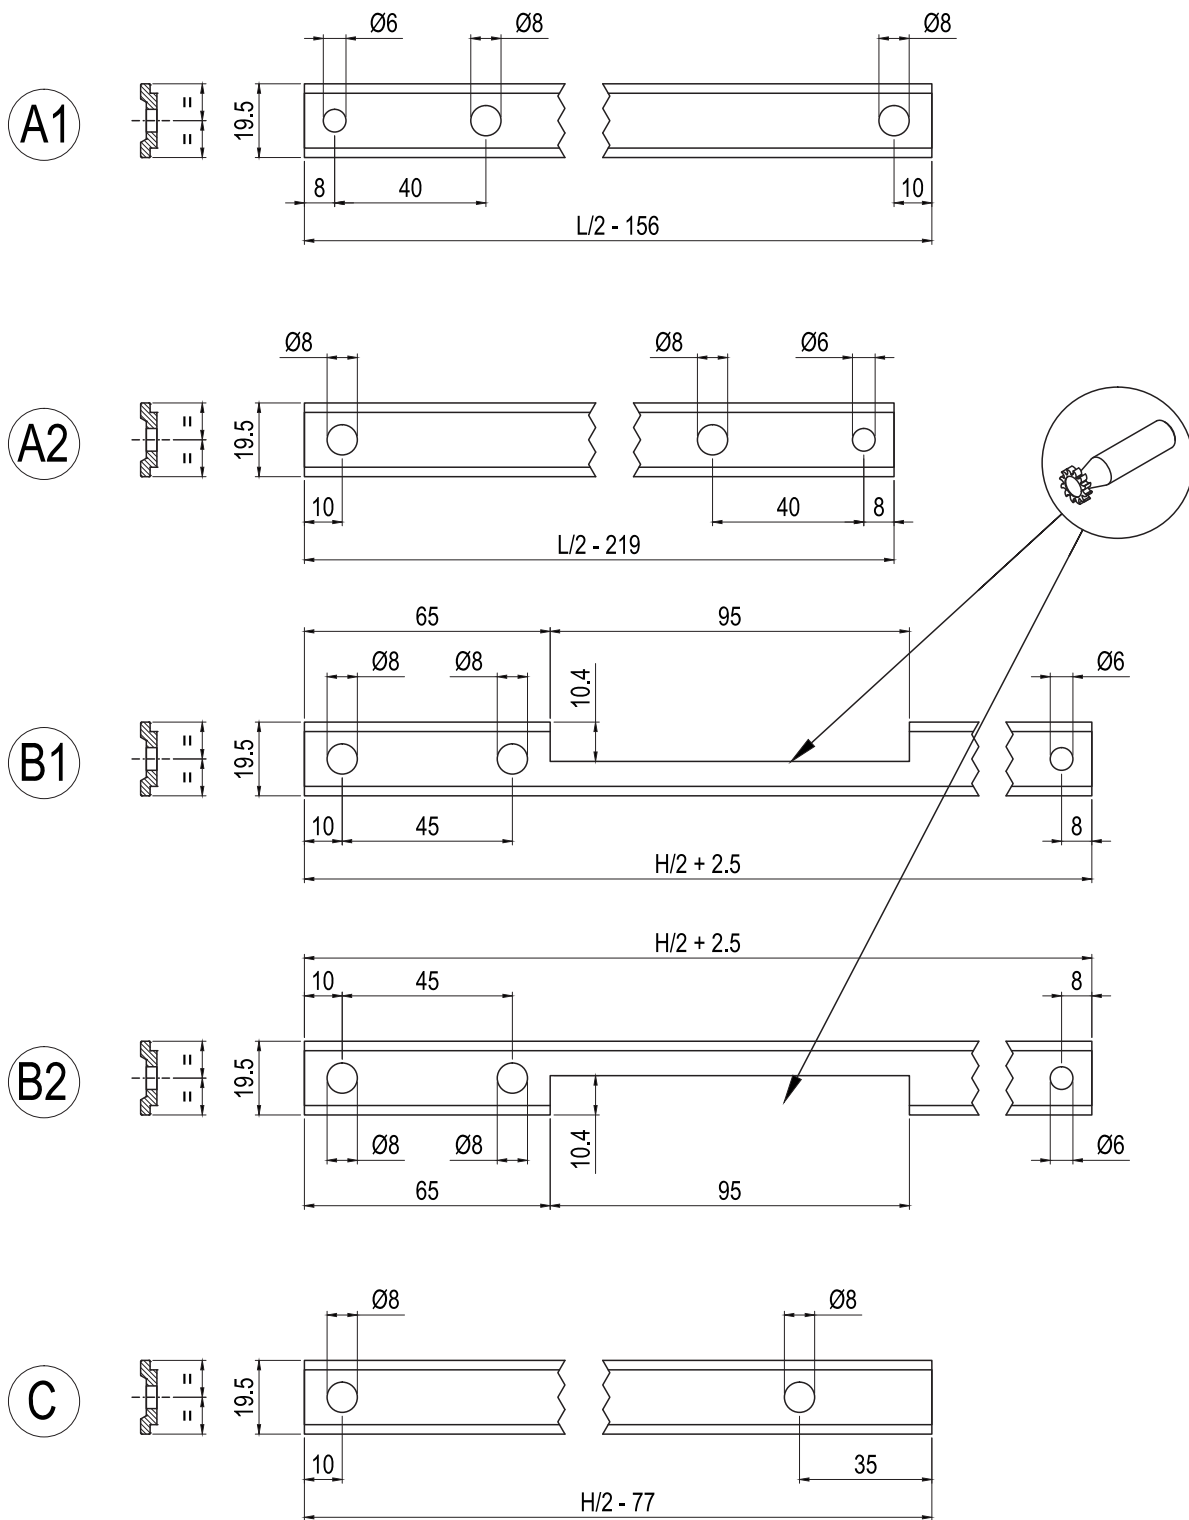 Ø6 Ø8 Ø8
A1 = = 19.5
8 40 10
L/2 - 156
Ø8 Ø8 Ø6
A2 = = 19.5
10 40 8
L/2 - 219
65 95
Ø8 Ø8 10.4 Ø6
B1 = = 19.5
10 45 8
H/2 + 2.5
H/2 + 2.5
10 45 8
B2 = = 19.5
Ø8 Ø8 10.4 Ø6
65 95
Ø8 Ø8
C = = 19.5
10 35
H/2 - 77